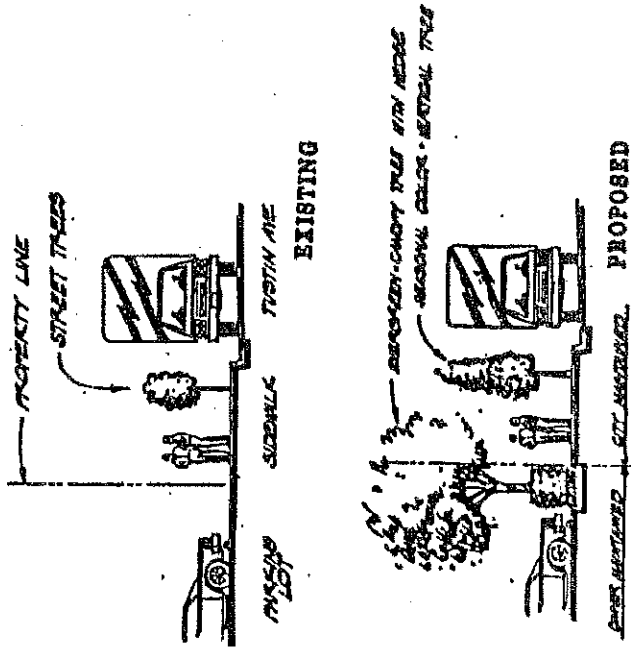 PROPERTY LINE
STREET TREES
PARKING
LOT
SIDEWALK
TUSTIN AVE
EXISTING
EVERGREEN-CANOPY TREE WITH HEDGE
SEASONAL COLOR-VERTICAL TREE
OWNER MAINTAINED
CITY MAINTAINED
PROPOSED